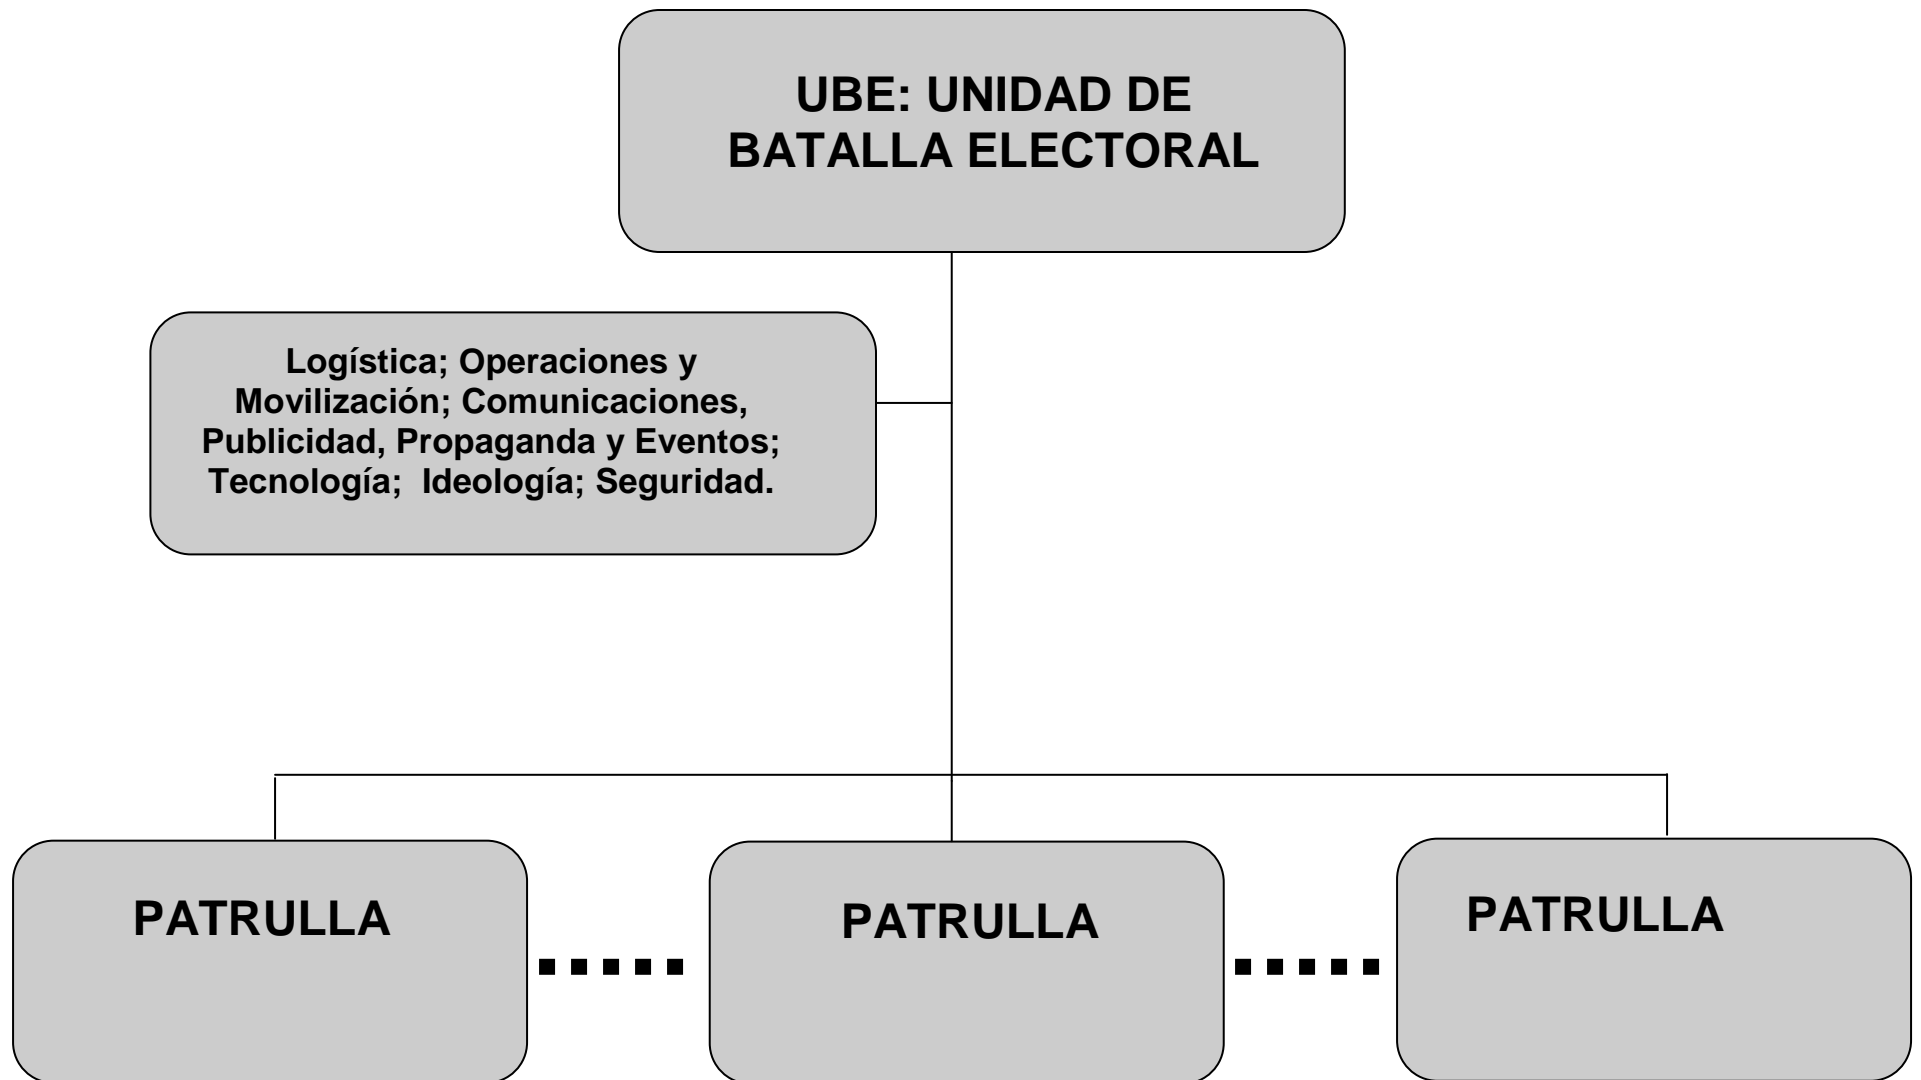 UBE: UNIDAD DE
BATALLA ELECTORAL
Logística; Operaciones y
Movilización; Comunicaciones,
Publicidad, Propaganda y Eventos;
Tecnología;  Ideología; Seguridad.
PATRULLA
PATRULLA
PATRULLA